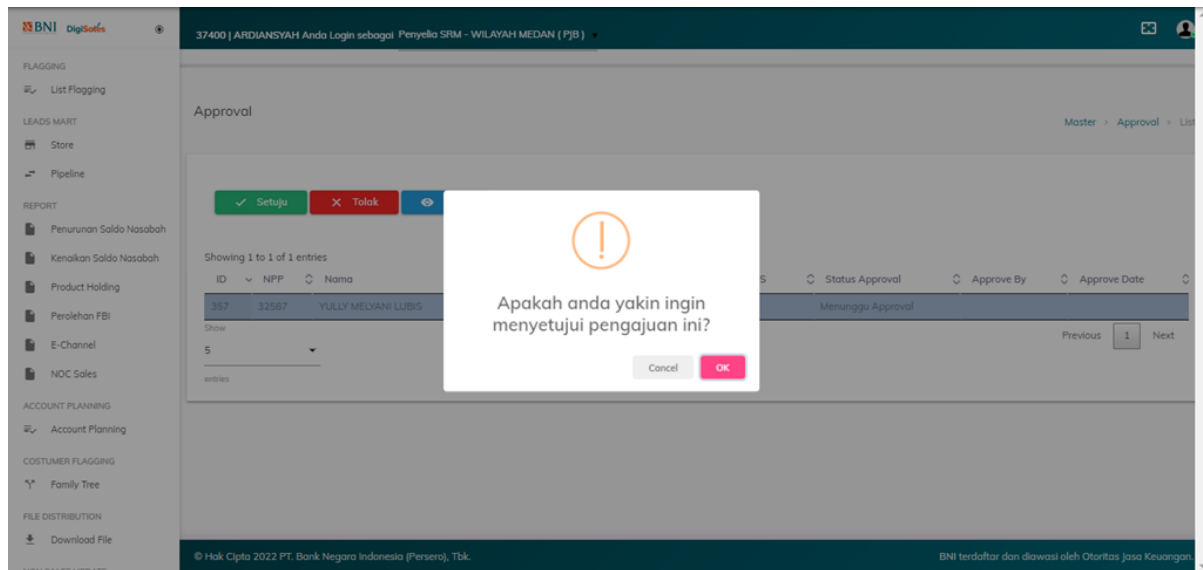 BNI DigiSales
37400 | ARDIANSYAH Anda Login sebagai Penyelia SRM - WILAYAH MEDAN ( PJB )
FLAGGING
List Flagging
LEADS MART
Store
Pipeline
REPORT
Penurunan Saldo Nasabah
Kenaikan Saldo Nasabah
Product Holding
Perolehan FBI
E-Channel
NOC Sales
ACCOUNT PLANNING
Account Planning
COSTUMER FLAGGING
Family Tree
FILE DISTRIBUTION
Download File
Approval
Master > Approval > List
Setuju
Tolak
Showing 1 to 1 of 1 entries
ID NPP Nama S Status Approval Approve By Approve Date
357 32587 YULLY MELYANI LUBIS Menunggu Approval
Show
5
entries
Previous 1 Next
Apakah anda yakin ingin
menyetujui pengajuan ini?
Cancel OK
© Hak Cipta 2022 PT. Bank Negara Indonesia (Persero), Tbk.
BNI terdaftar dan diawasi oleh Otoritas Jasa Keuangan.